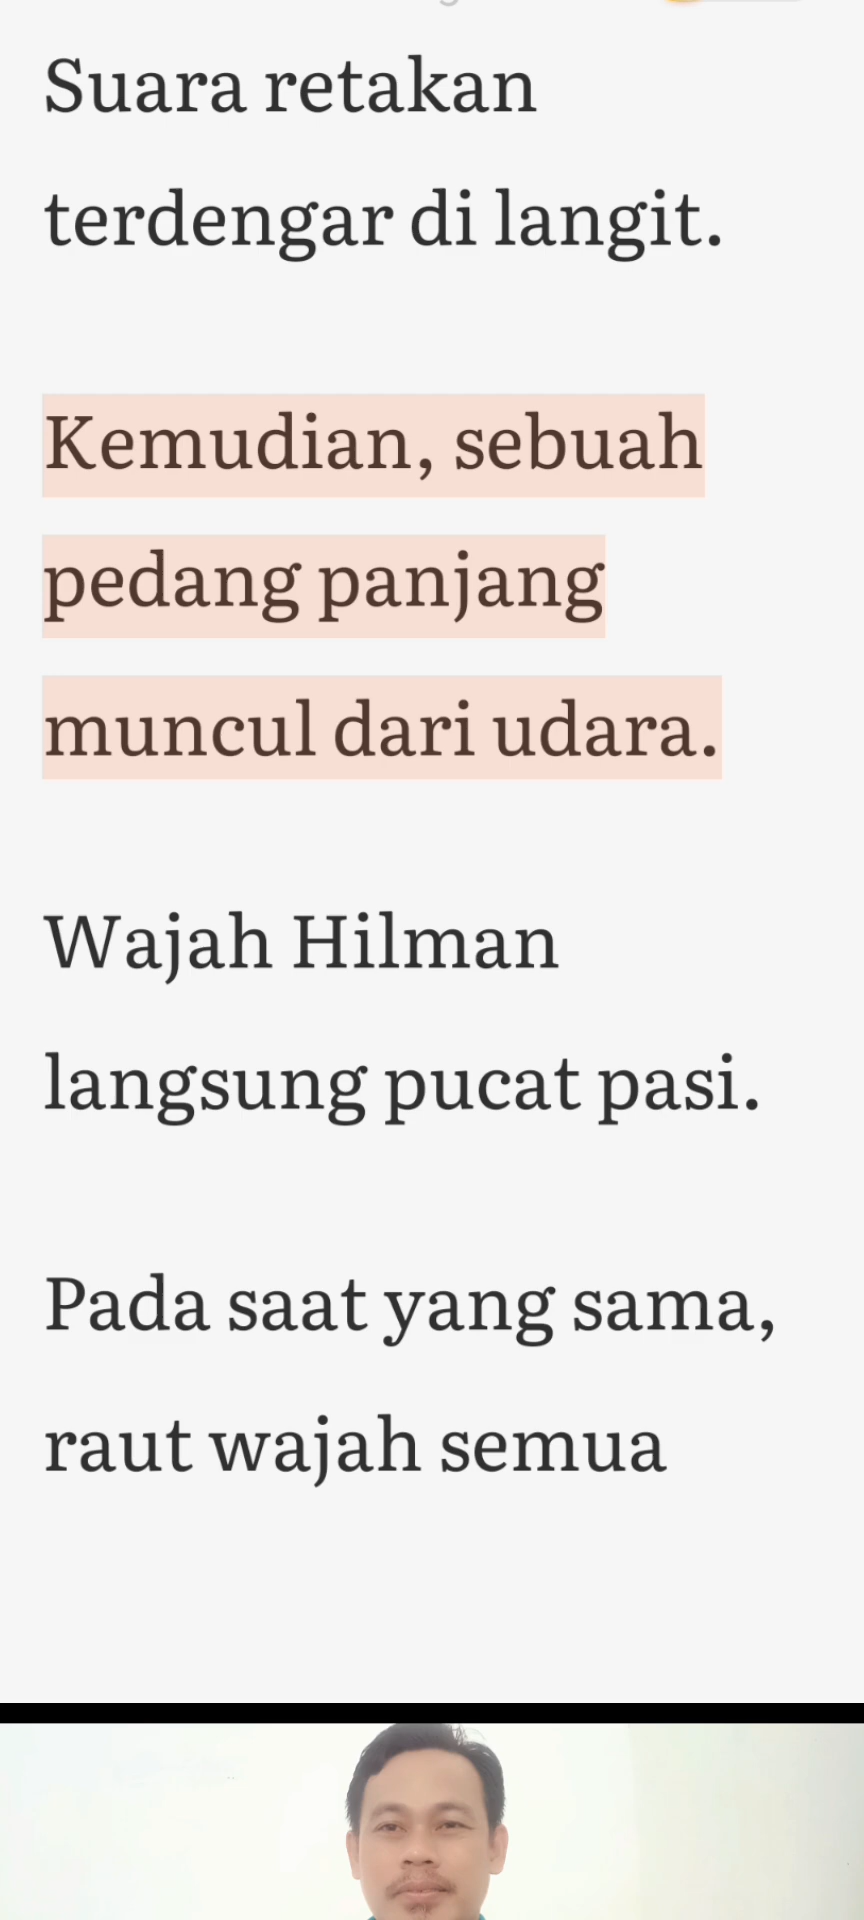 Suara retakan
terdengar di langit.
Kemudian, sebuah
pedang panjang
muncul dari udara.
Wajah Hilman
langsung pucat pasi.
Pada saat yang sama,
raut wajah semua